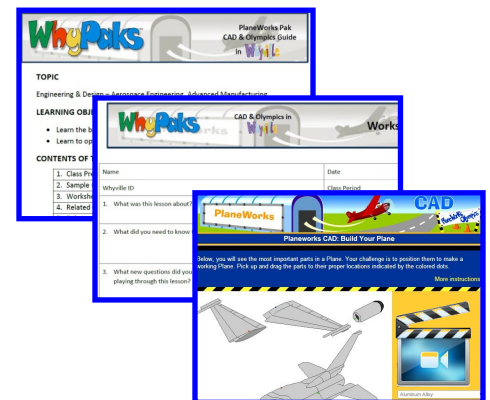 WhyPaks
PlaneWorks Pak
CAD & Olympics Guide
in Whyville
TOPIC
Engineering & Design – Aerospace Engineering, Advanced Manufacturing
LEARNING OBJ
Learn the b
Learn to op
CONTENTS OF T
1. Class Pre
2. Sample
3. Workshe
4. Related
WhyPaks
CAD & Olympics in
Whyville
Works
Name
Date
Whyville ID
Class Period
1. What was this lesson about?
2. What did you need to know
3. What new questions did you
playing through this lesson?
PlaneWorks
CAD
PlaneWorks Olympics
Planeworks CAD: Build Your Plane
Below, you will see the most important parts in a Plane. Your challenge is to position them to make a
working Plane. Pick up and drag the parts to their proper locations indicated by the colored dots.
More instructions
Aluminum Alloy